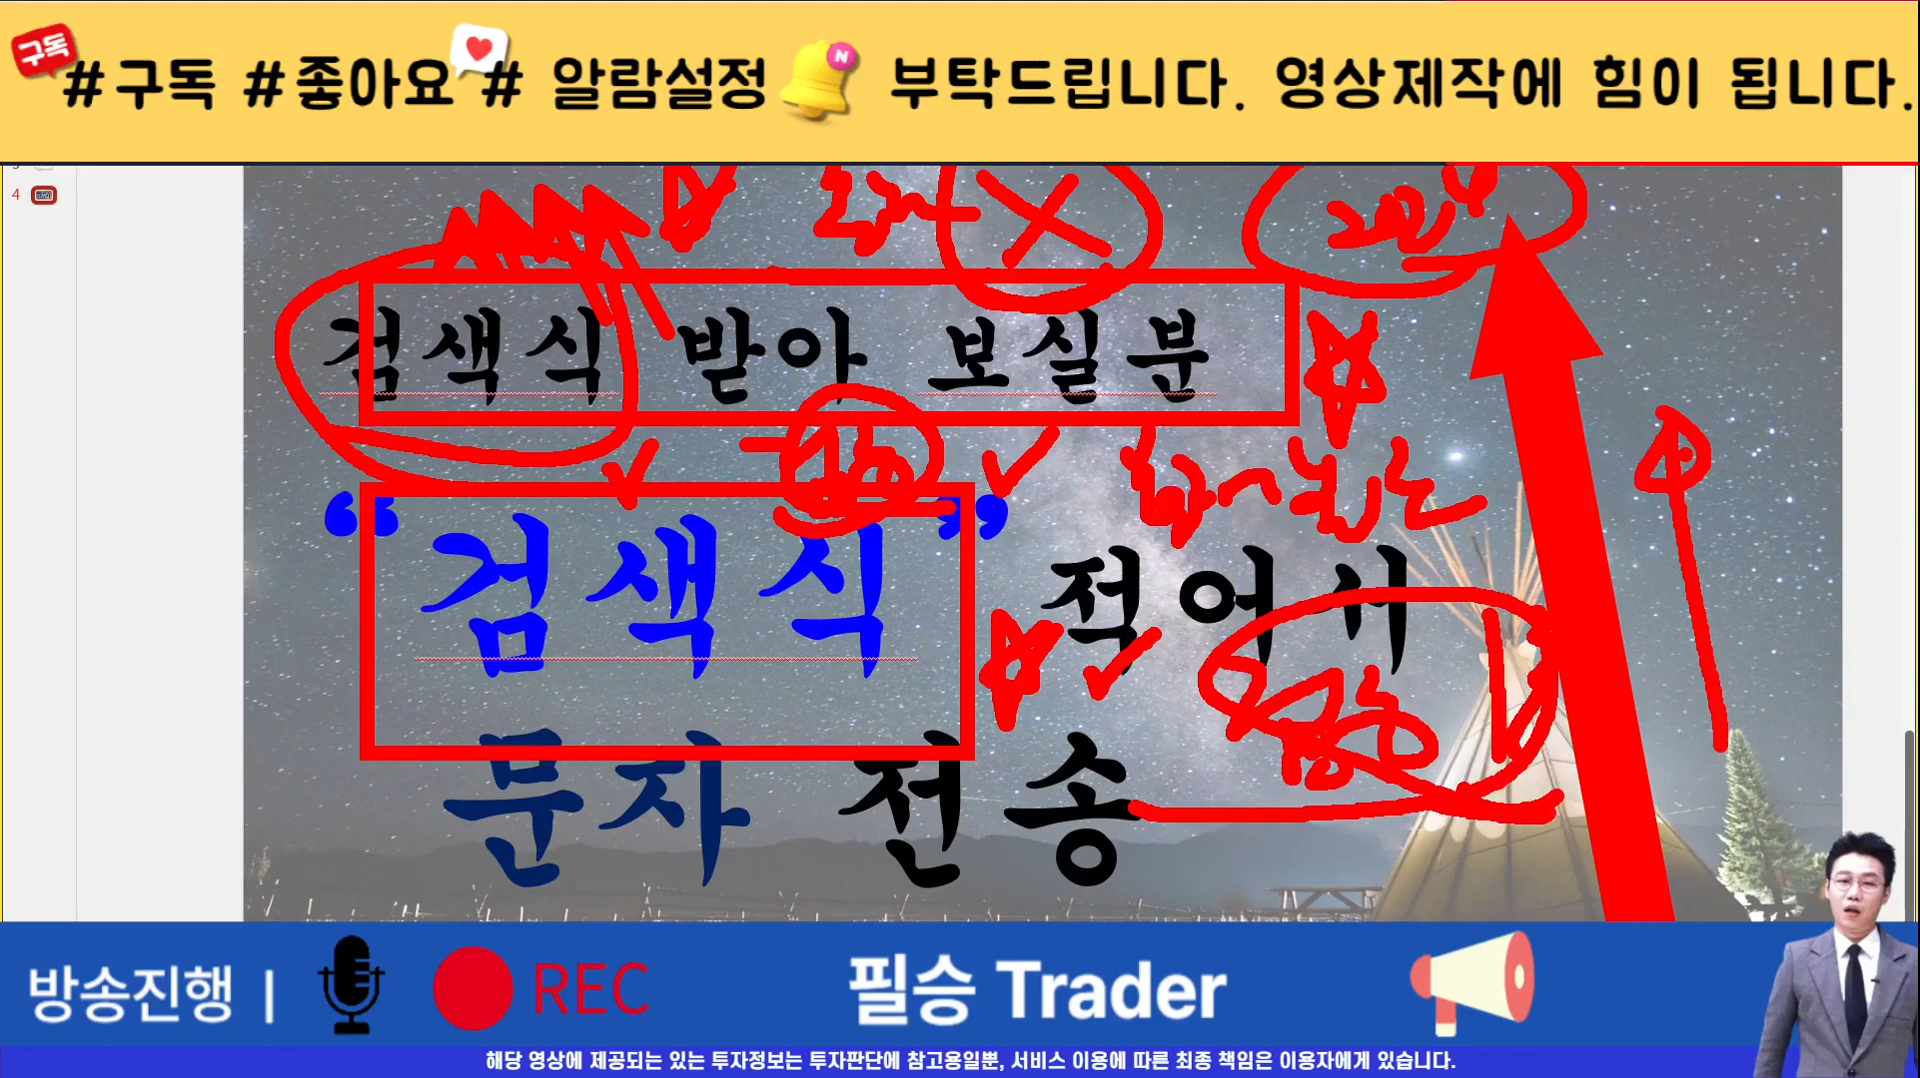 구독
#구독 #좋아요 # 알람설정 N 부탁드립니다. 영상제작에 힘이 됩니다.
4
검색식 받아 보실분
“검색식” 적어서
문자 전송
방송진행 | REC 필승 Trader
해당 영상에 제공되는 있는 투자정보는 투자판단에 참고용일뿐, 서비스 이용에 따른 최종 책임은 이용자에게 있습니다.